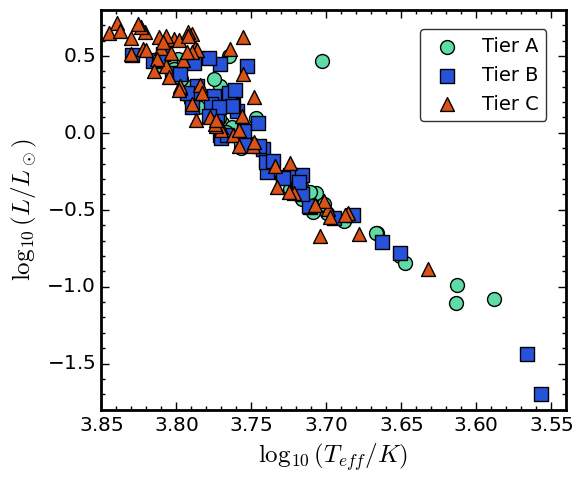 Tier A
Tier B
Tier C
0.5
0.0
−0.5
−1.0
−1.5
log₁₀ (L/L⊙)
3.85 3.80 3.75 3.70 3.65 3.60 3.55
log₁₀ (T_eff/K)